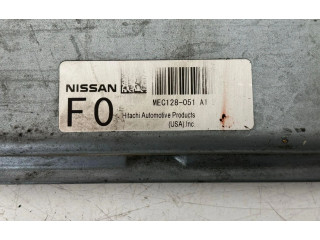 NISSAN
F0 MEC128-051 A1
Hitachi Automotive Products
(USA),Inc